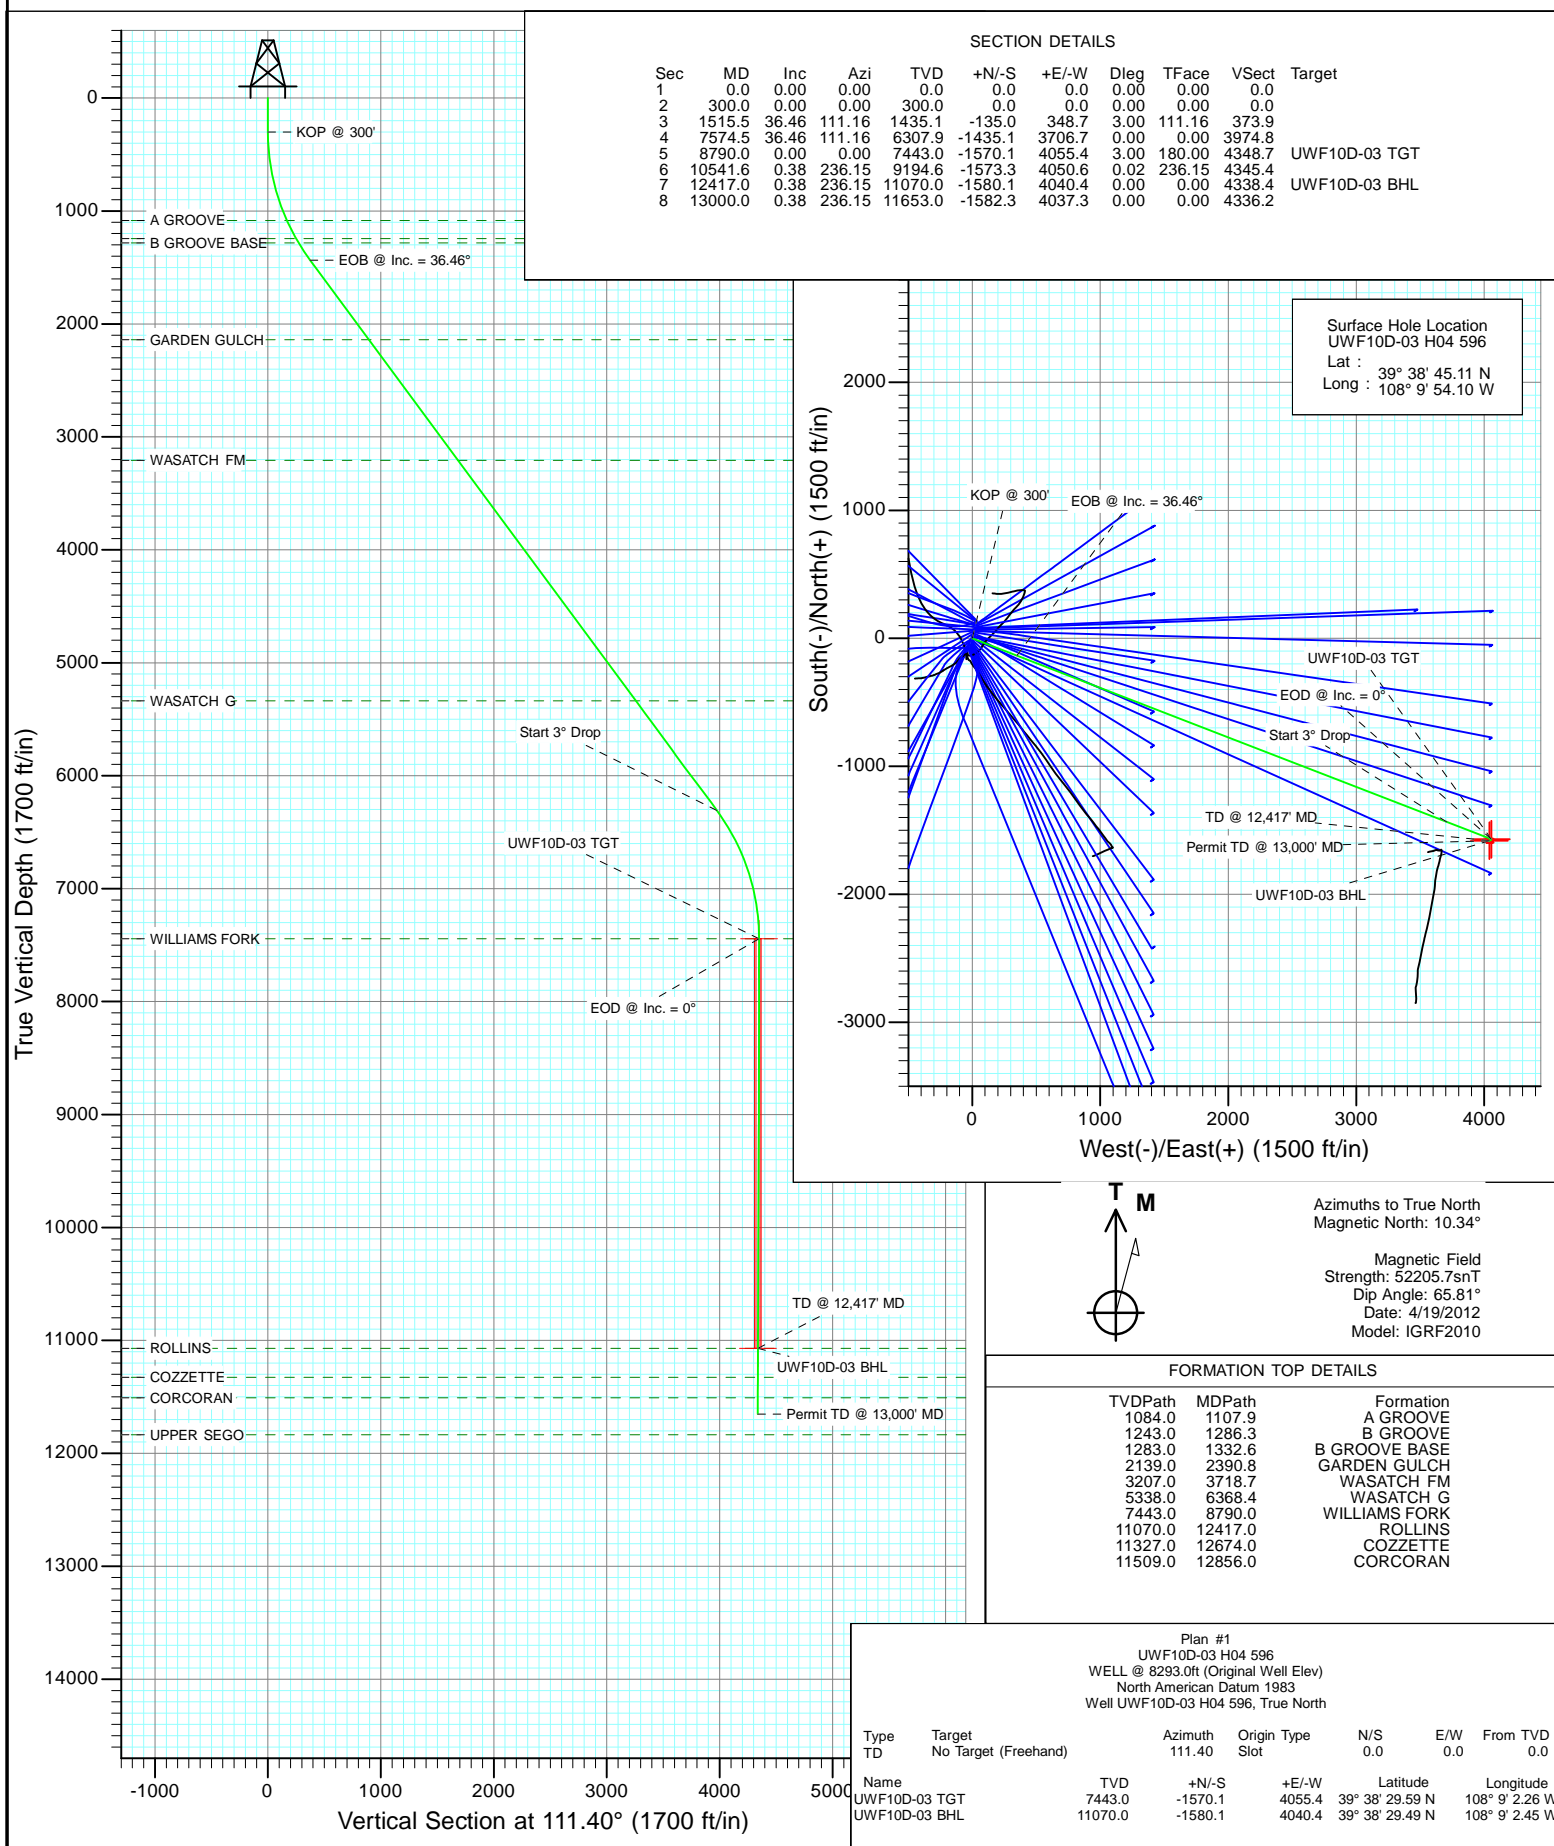 SECTION DETAILS
Sec MD Inc Azi TVD +N/-S +E/-W Dleg TFace VSect Target
1 0.0 0.00 0.00 0.0 0.0 0.0 0.00 0.00 0.0
2 300.0 0.00 0.00 300.0 0.0 0.0 0.00 0.00 0.0
3 1515.5 36.46 111.16 1435.1 -135.0 348.7 3.00 111.16 373.9
4 7574.5 36.46 111.16 6307.9 -1435.1 3706.7 0.00 0.00 3974.8
5 8790.0 0.00 0.00 7443.0 -1570.1 4055.4 3.00 180.00 4348.7 UWF10D-03 TGT
6 10541.6 0.38 236.15 9194.6 -1573.3 4050.6 0.02 236.15 4345.4
7 12417.0 0.38 236.15 11070.0 -1580.1 4040.4 0.00 0.00 4338.4 UWF10D-03 BHL
8 13000.0 0.38 236.15 11653.0 -1582.3 4037.3 0.00 0.00 4336.2
True Vertical Depth (1700 ft/in)
0
1000
2000
3000
4000
5000
6000
7000
8000
9000
10000
11000
12000
13000
14000
KOP @ 300'
A GROOVE
B GROOVE BASE
EOB @ Inc. = 36.46°
GARDEN GULCH
WASATCH FM
WASATCH G
Start 3° Drop
UWF10D-03 TGT
WILLIAMS FORK
EOD @ Inc. = 0°
TD @ 12,417' MD
ROLLINS
UWF10D-03 BHL
COZZETTE
CORCORAN
Permit TD @ 13,000' MD
UPPER SEGO
-1000 0 1000 2000 3000 4000 5000
Vertical Section at 111.40° (1700 ft/in)
Surface Hole Location
UWF10D-03 H04 596
Lat : 39° 38' 45.11 N
Long : 108° 9' 54.10 W
South(-)/North(+) (1500 ft/in)
2000
1000
0
-1000
-2000
-3000
KOP @ 300'
EOB @ Inc. = 36.46°
UWF10D-03 TGT
EOD @ Inc. = 0°
Start 3° Drop
TD @ 12,417' MD
Permit TD @ 13,000' MD
UWF10D-03 BHL
0 1000 2000 3000 4000
West(-)/East(+) (1500 ft/in)
T M
Azimuths to True North
Magnetic North: 10.34°
Magnetic Field
Strength: 52205.7snT
Dip Angle: 65.81°
Date: 4/19/2012
Model: IGRF2010
FORMATION TOP DETAILS
TVDPath MDPath Formation
1084.0 1107.9 A GROOVE
1243.0 1286.3 B GROOVE
1283.0 1332.6 B GROOVE BASE
2139.0 2390.8 GARDEN GULCH
3207.0 3718.7 WASATCH FM
5338.0 6368.4 WASATCH G
7443.0 8790.0 WILLIAMS FORK
11070.0 12417.0 ROLLINS
11327.0 12674.0 COZZETTE
11509.0 12856.0 CORCORAN
Plan #1
UWF10D-03 H04 596
WELL @ 8293.0ft (Original Well Elev)
North American Datum 1983
Well UWF10D-03 H04 596, True North
Type Target Azimuth Origin Type N/S E/W From TVD
TD No Target (Freehand) 111.40 Slot 0.0 0.0 0.0
Name TVD +N/-S +E/-W Latitude Longitude
UWF10D-03 TGT 7443.0 -1570.1 4055.4 39° 38' 29.59 N 108° 9' 2.26 W
UWF10D-03 BHL 11070.0 -1580.1 4040.4 39° 38' 29.49 N 108° 9' 2.45 W